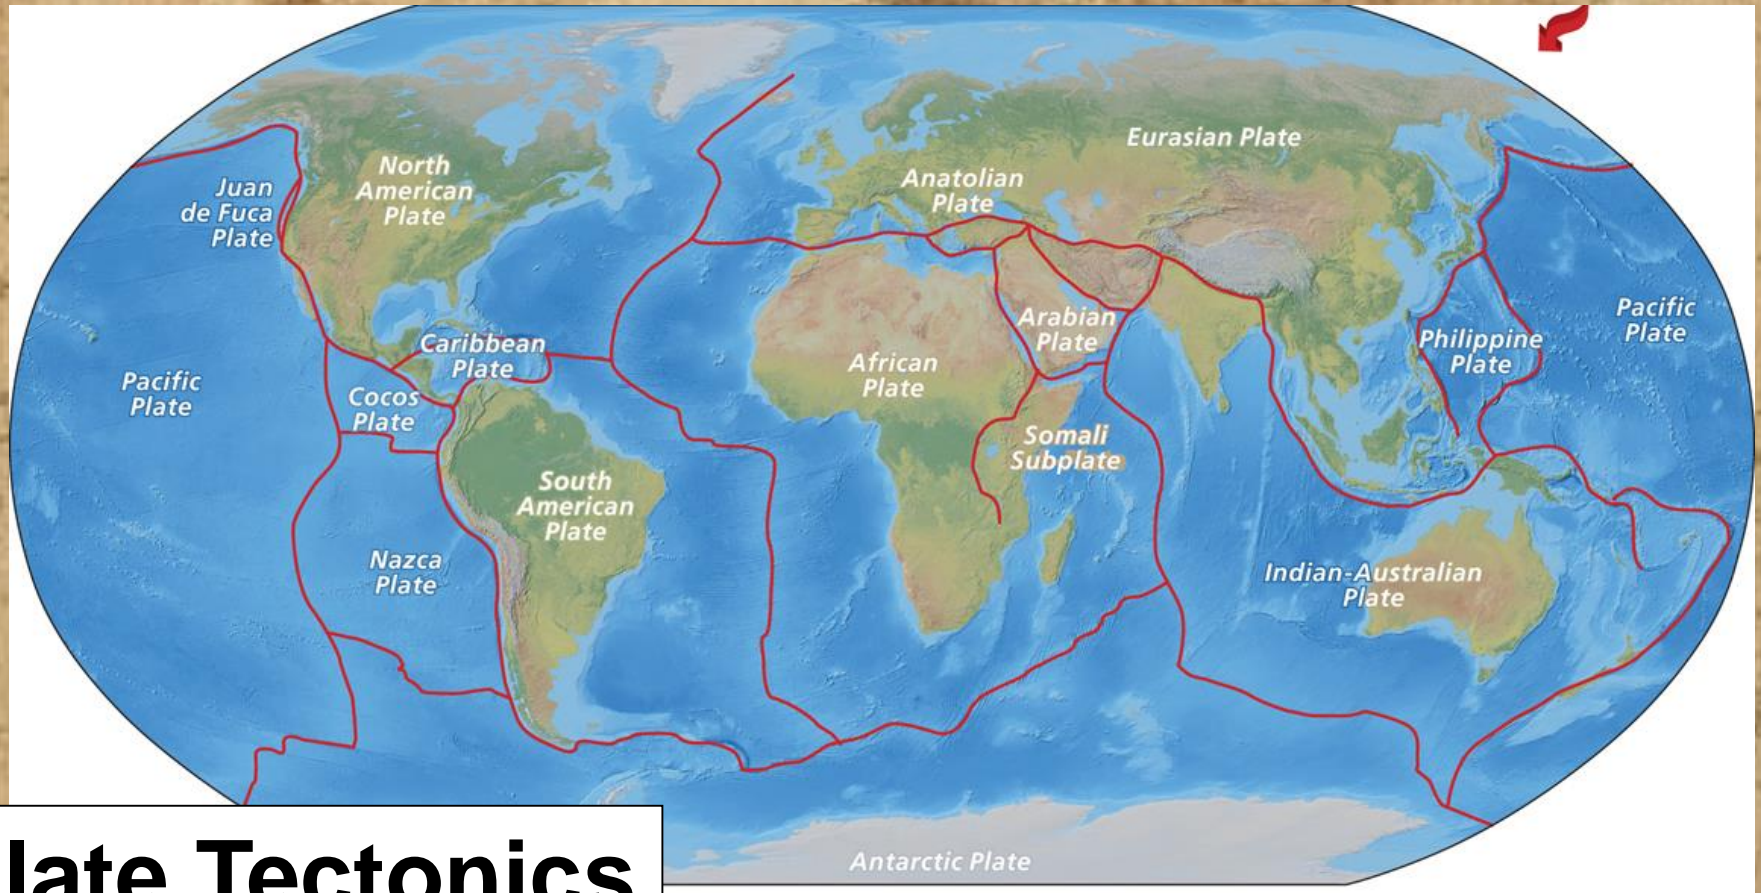 Eurasian Plate
North
American
Plate
Anatolian
Plate
Juan
de Fuca
Plate
Pacific
Plate
Arabian
Plate
Philippine
Plate
Caribbean
Plate
African
Plate
Pacific
Plate
Cocos
Plate
Somali
Subplate
South
American
Plate
Nazca
Plate
Indian-Australian
Plate
Antarctic Plate
late Tectonics